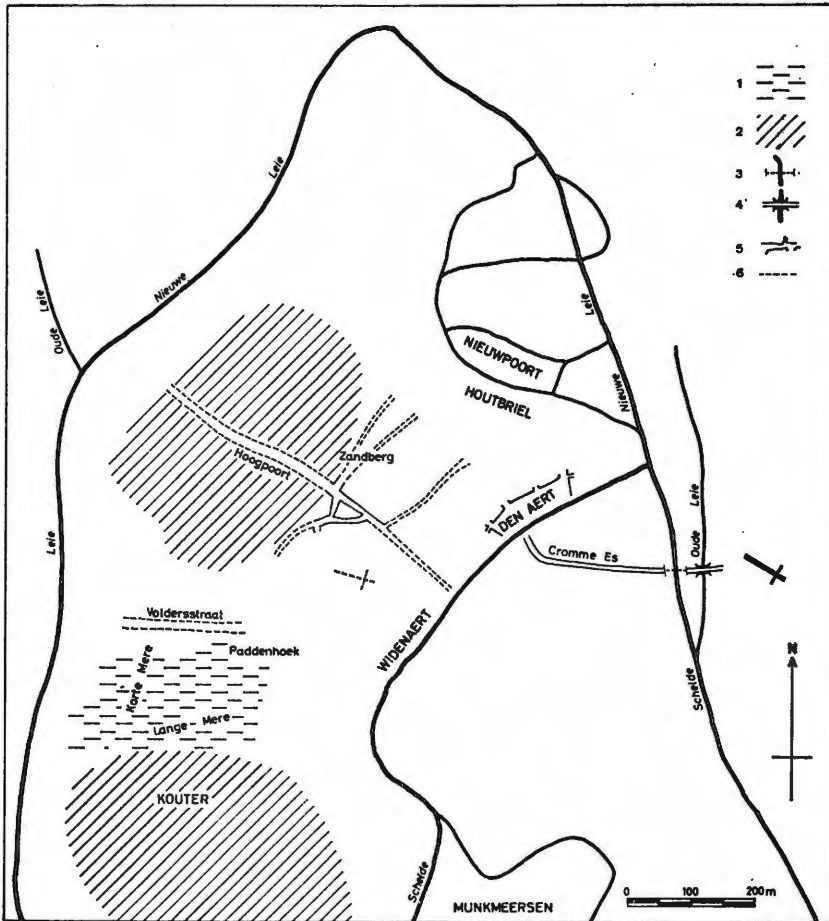 1
2
3
4
5
6
Leie
Nieuwe
Leie
Oude
Leie
Nieuwe
NIEUWPOORT
HOUTBRIEL
Zandberg
Hoogpoort
Leie
DEN AERT
Cromme Es
Leie
Oude
Voldersstraat
WIDENAERT
Paddenhoek
Korte Mere
Lange-Mere
Schelde
N
KOUTER
Schelde
MUNKMEERSEN
0 100 200m